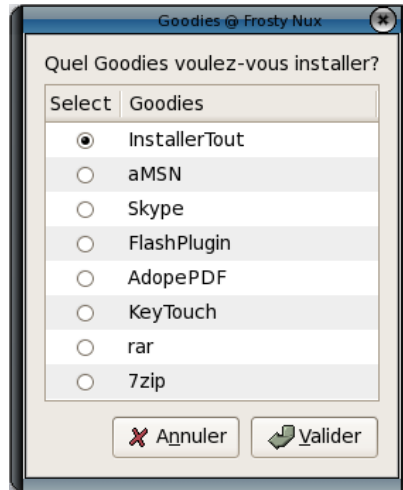 Goodies @ Frosty Nux
Quel Goodies voulez-vous installer?
Select Goodies
InstallerTout
aMSN
Skype
FlashPlugin
AdopePDF
KeyTouch
rar
7zip
Annuler Valider